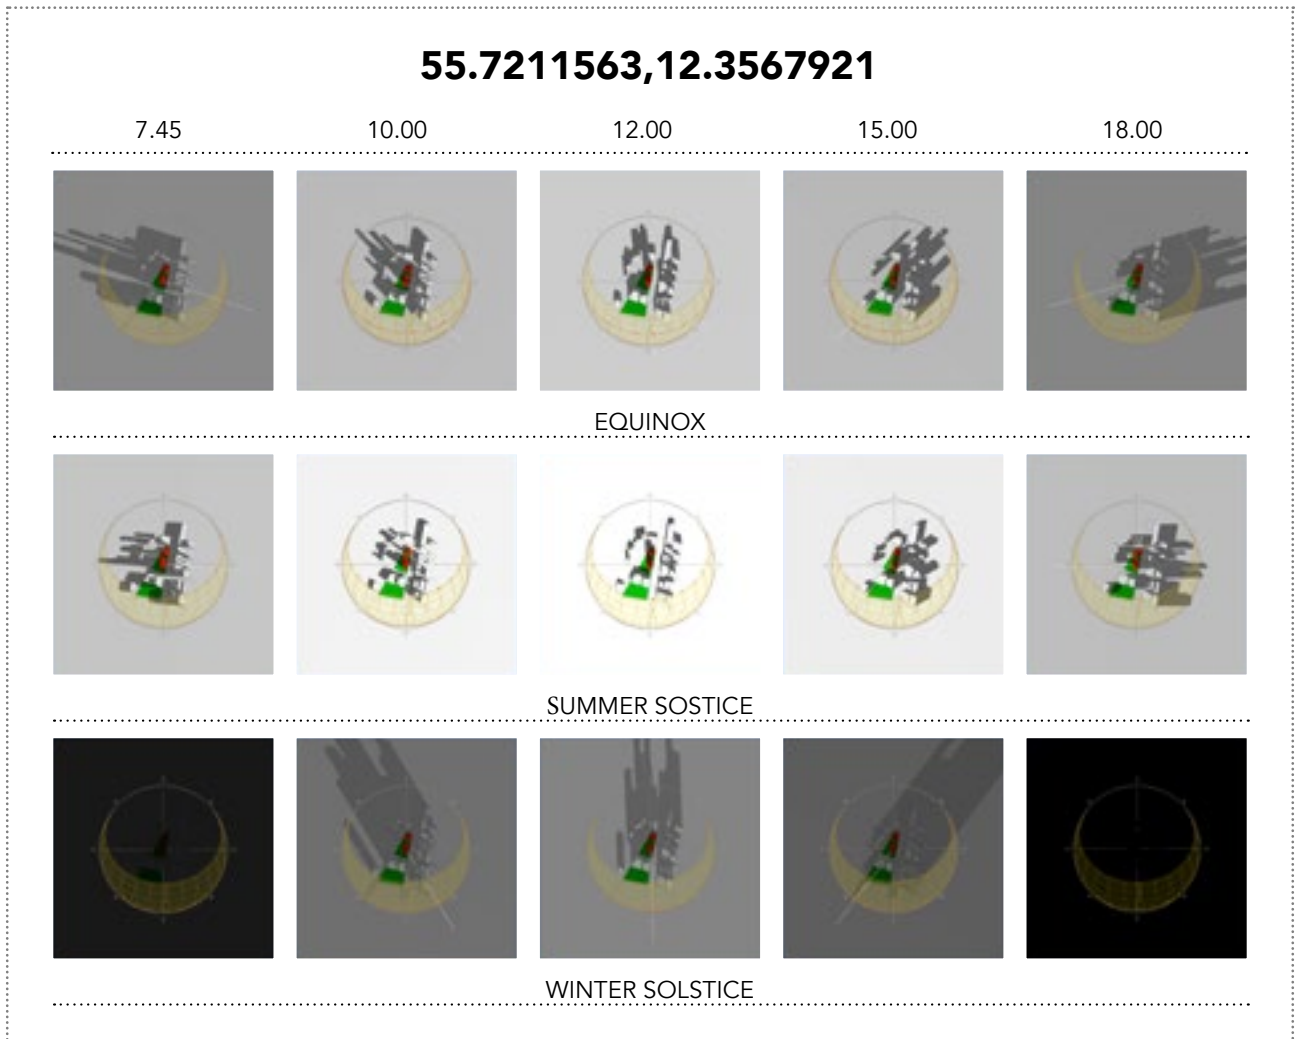 55.7211563,12.3567921
7.45 10.00 12.00 15.00 18.00
EQUINOX
SUMMER SOSTICE
WINTER SOLSTICE